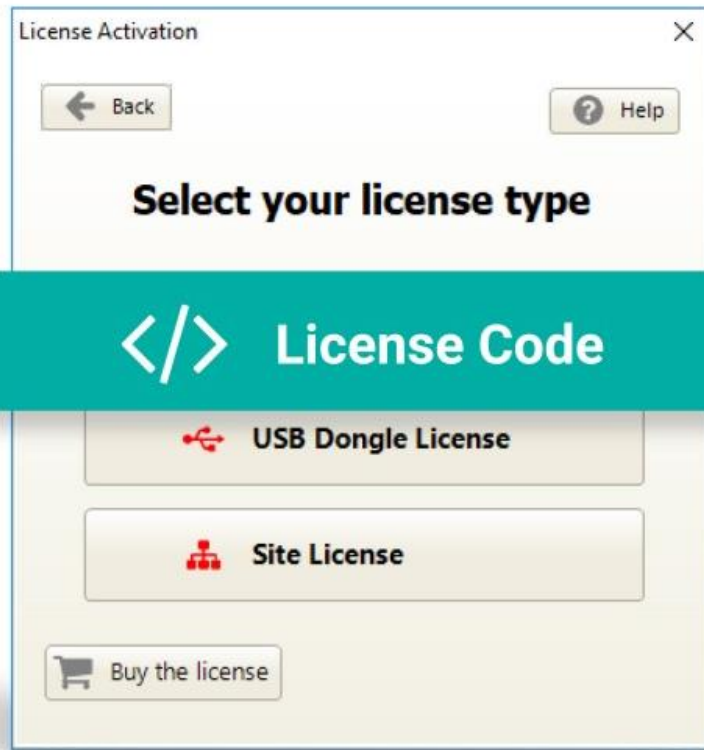 License Activation
Back
Help
Select your license type
</> License Code
USB Dongle License
Site License
Buy the license